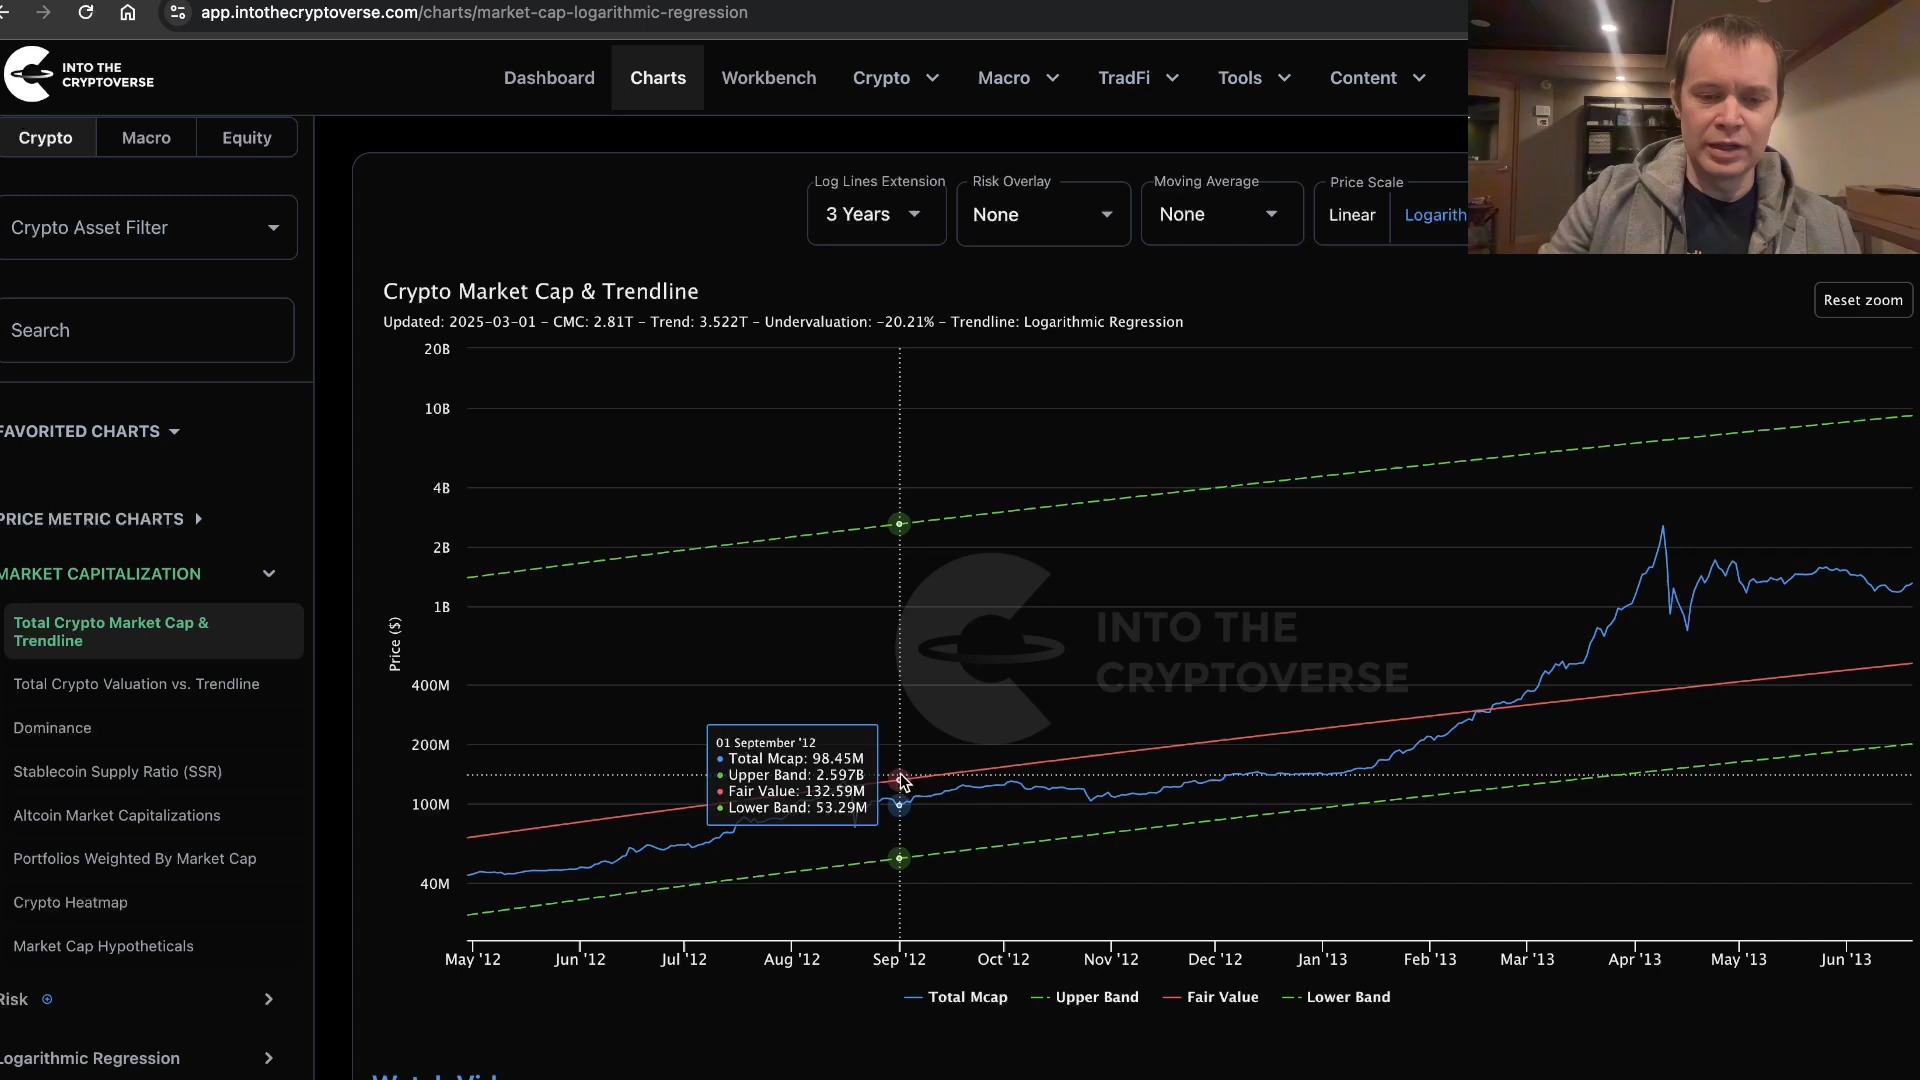 app.intothecryptoverse.com/charts/market-cap-logarithmic-regression
INTO THE
CRYPTOVERSE
Dashboard
Charts
Workbench
Crypto
Macro
TradFi
Tools
Content
Crypto
Macro
Equity
Crypto Asset Filter
Search
FAVORITED CHARTS
PRICE METRIC CHARTS
MARKET CAPITALIZATION
Total Crypto Market Cap &
Trendline
Total Crypto Valuation vs. Trendline
Dominance
Stablecoin Supply Ratio (SSR)
Altcoin Market Capitalizations
Portfolios Weighted By Market Cap
Crypto Heatmap
Market Cap Hypotheticals
Risk
Logarithmic Regression
Log Lines Extension
3 Years
Risk Overlay
None
Moving Average
None
Price Scale
Linear
Logarith
Crypto Market Cap & Trendline
Updated: 2025-03-01 – CMC: 2.81T – Trend: 3.522T – Undervaluation: -20.21% – Trendline: Logarithmic Regression
Reset zoom
20B
10B
4B
2B
1B
400M
200M
100M
40M
Price ($)
INTO THE
CRYPTOVERSE
01 September '12
Total Mcap: 98.45M
Upper Band: 2.597B
Fair Value: 132.59M
Lower Band: 53.29M
May '12
Jun '12
Jul '12
Aug '12
Sep '12
Oct '12
Nov '12
Dec '12
Jan '13
Feb '13
Mar '13
Apr '13
May '13
Jun '13
Total Mcap
Upper Band
Fair Value
Lower Band